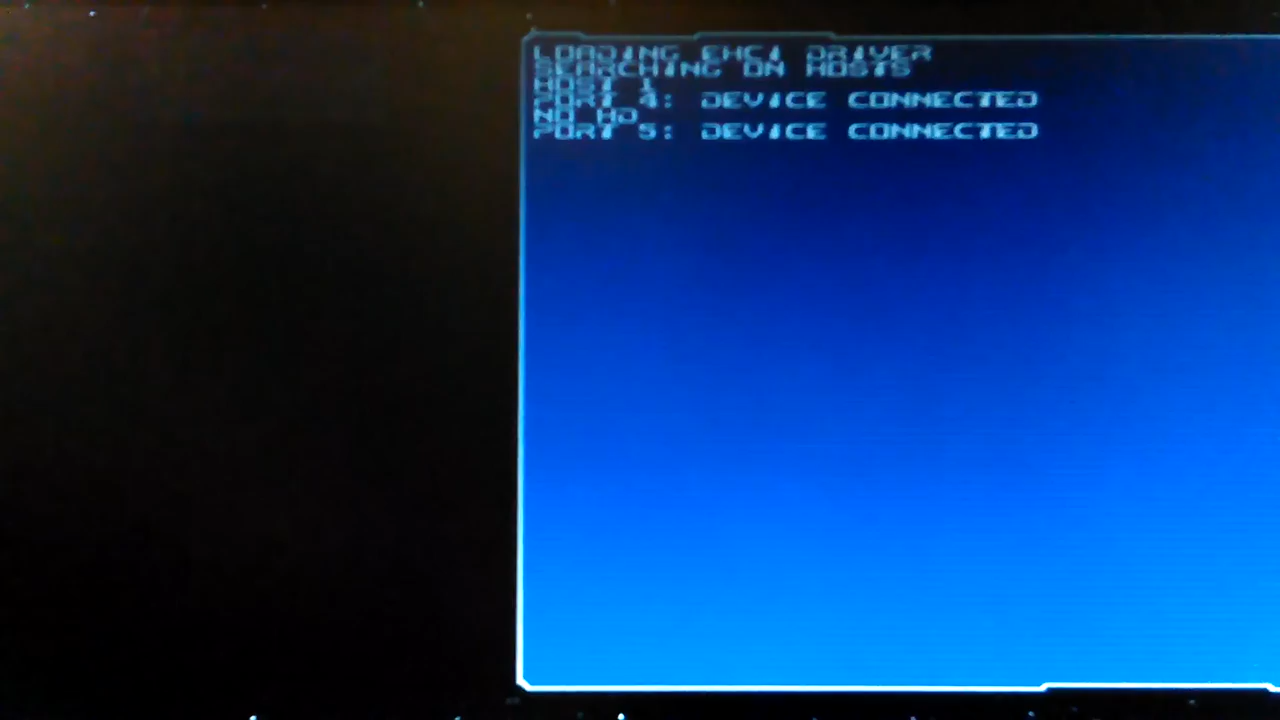 LOADING EHCI DRIVER
SEARCHING ON HOSTS
HOST 1
PORT 4: DEVICE CONNECTED
NO HD
PORT 5: DEVICE CONNECTED